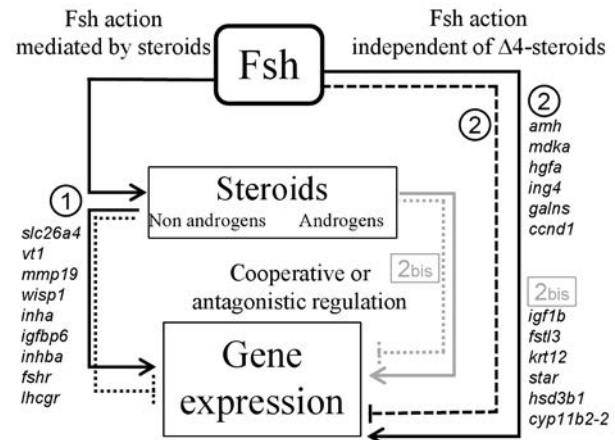 Fsh action
mediated by steroids
Fsh
Fsh action
independent of Δ4-steroids
2
2
amh
mdka
hgfa
ing4
galns
ccnd1
Steroids
Non androgens Androgens
1
slc26a4
vt1
mmp19
wisp1
inha
igfbp6
inhba
fshr
lhcgr
Cooperative or
antagonistic regulation
2bis
2bis
igf1b
fstl3
krt12
star
hsd3b1
cyp11b2-2
Gene
expression